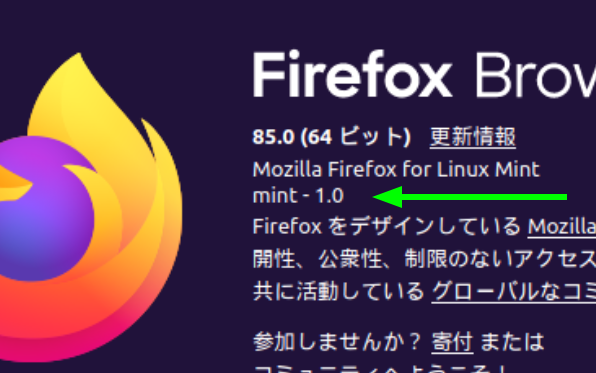 Firefox
85.0 (64 ビット) 更新情報
Mozilla Firefox for Linux Mint
mint - 1.0
Firefox をデザインしている Mozilla
開性、公衆性、制限のないアクセス
共に活動している グローバルなコミ
参加しませんか？ 寄付 または